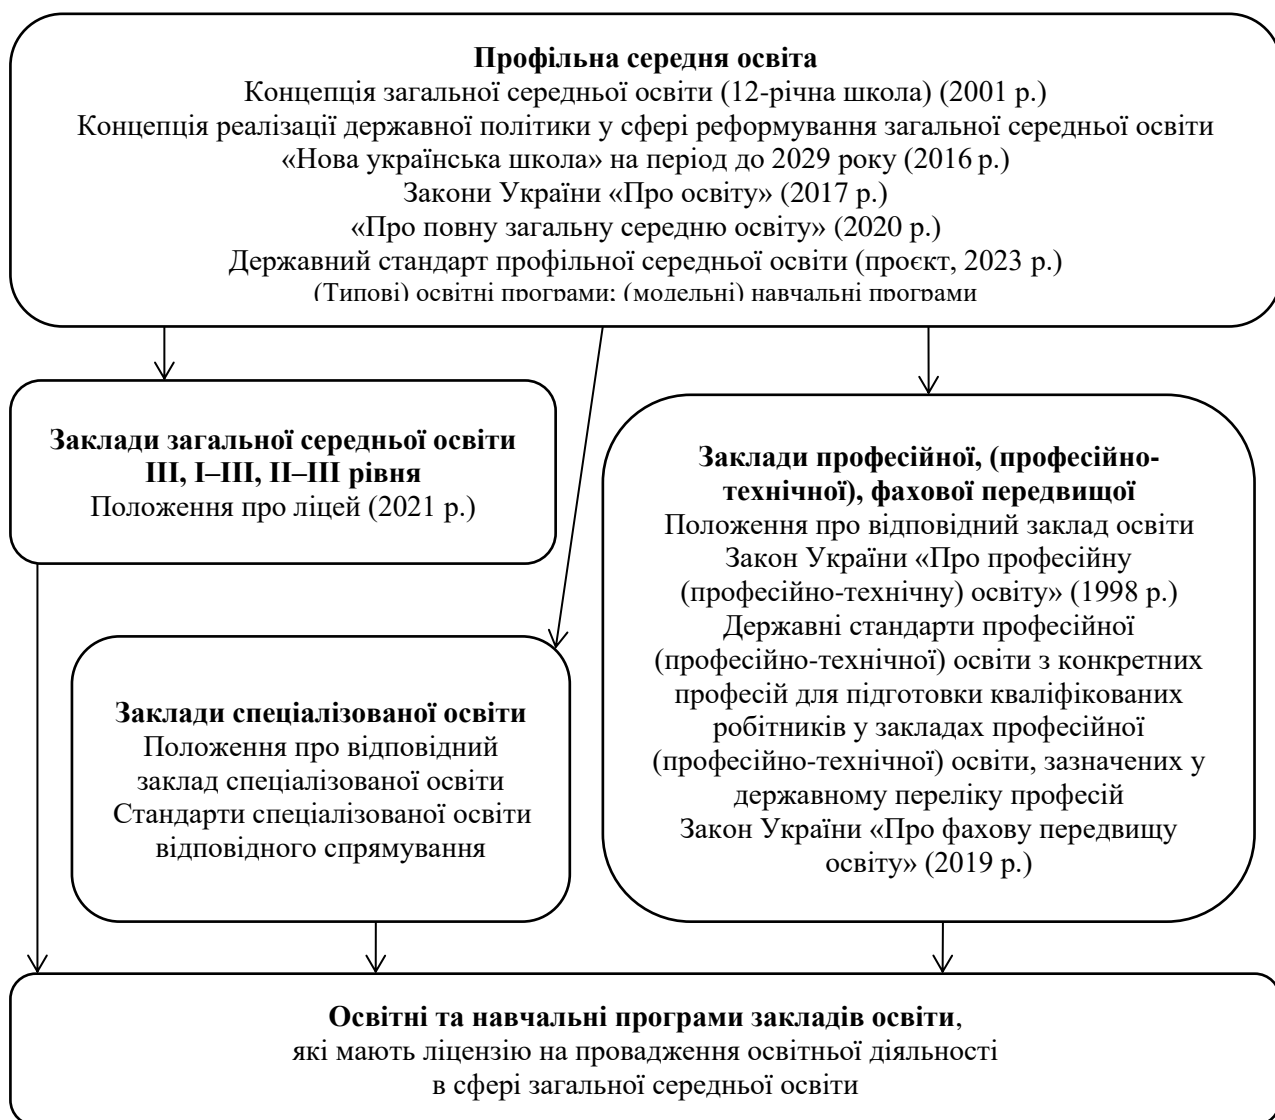 Профільна середня освіта
Концепція загальної середньої освіти (12-річна школа) (2001 р.)
Концепція реалізації державної політики у сфері реформування загальної середньої освіти
«Нова українська школа» на період до 2029 року (2016 р.)
Закони України «Про освіту» (2017 р.)
«Про повну загальну середню освіту» (2020 р.)
Державний стандарт профільної середньої освіти (проєкт, 2023 р.)
(Типові) освітні програми; (модельні) навчальні програми
Заклади загальної середньої освіти
ІІІ, І–ІІІ, ІІ–ІІІ рівня
Положення про ліцей (2021 р.)
Заклади спеціалізованої освіти
Положення про відповідний
заклад спеціалізованої освіти
Стандарти спеціалізованої освіти
відповідного спрямування
Заклади професійної, (професійно-
технічної), фахової передвищої
Положення про відповідний заклад освіти
Закон України «Про професійну
(професійно-технічну) освіту» (1998 р.)
Державні стандарти професійної
(професійно-технічної) освіти з конкретних
професій для підготовки кваліфікованих
робітників у закладах професійної
(професійно-технічної) освіти, зазначених у
державному переліку професій
Закон України «Про фахову передвищу
освіту» (2019 р.)
Освітні та навчальні програми закладів освіти,
які мають ліцензію на провадження освітньої діяльності
в сфері загальної середньої освіти